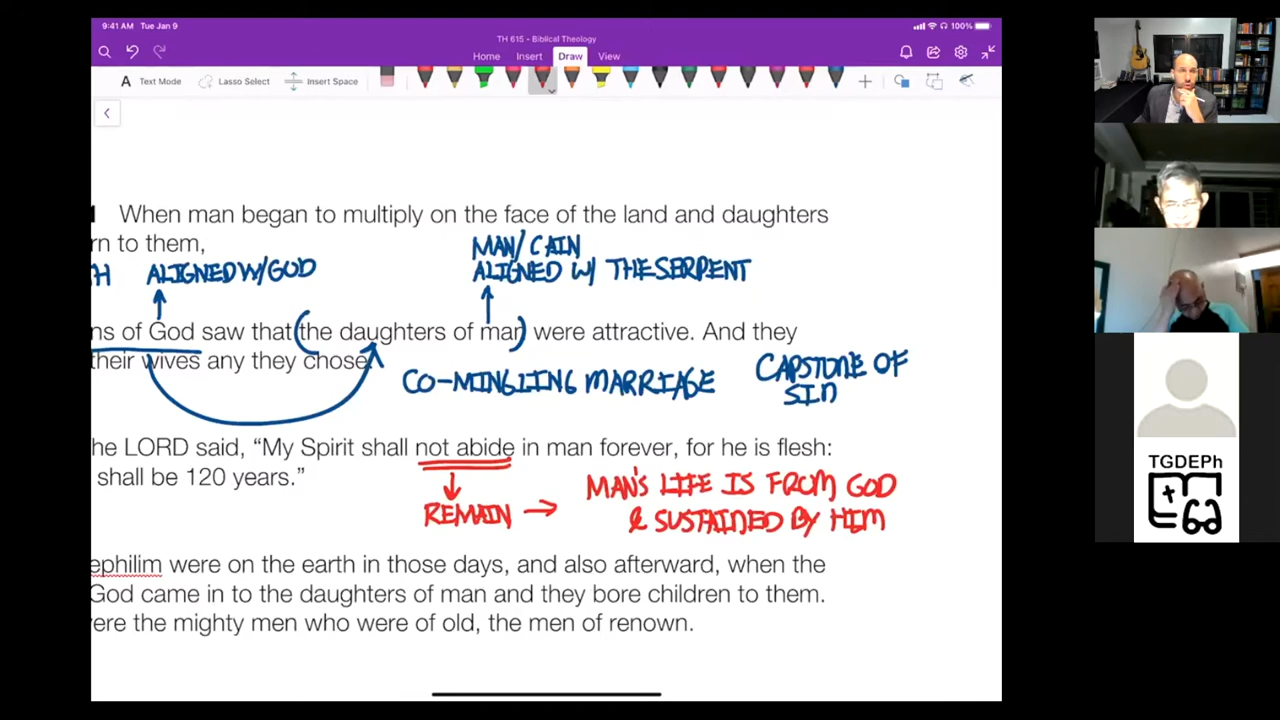 9:41 AM Tue Jan 9
100%
TH 615 - Biblical Theology
Home Insert Draw View
Text Mode Lasso Select Insert Space
1 When man began to multiply on the face of the land and daughters
rn to them,
MAN/CAIN
H ALIGNED W/GOD ALIGNED W/ THE SERPENT
ns of God saw that (the daughters of man) were attractive. And they
their wives any they chose.
CO-MINGLING MARRIAGE CAPSTONE OF
SIN
he LORD said, “My Spirit shall not abide in man forever, for he is flesh:
shall be 120 years.”
REMAIN → MAN'S LIFE IS FROM GOD
& SUSTAINED BY HIM
ephilim were on the earth in those days, and also afterward, when the
God came in to the daughters of man and they bore children to them.
vere the mighty men who were of old, the men of renown.
TGDEPh